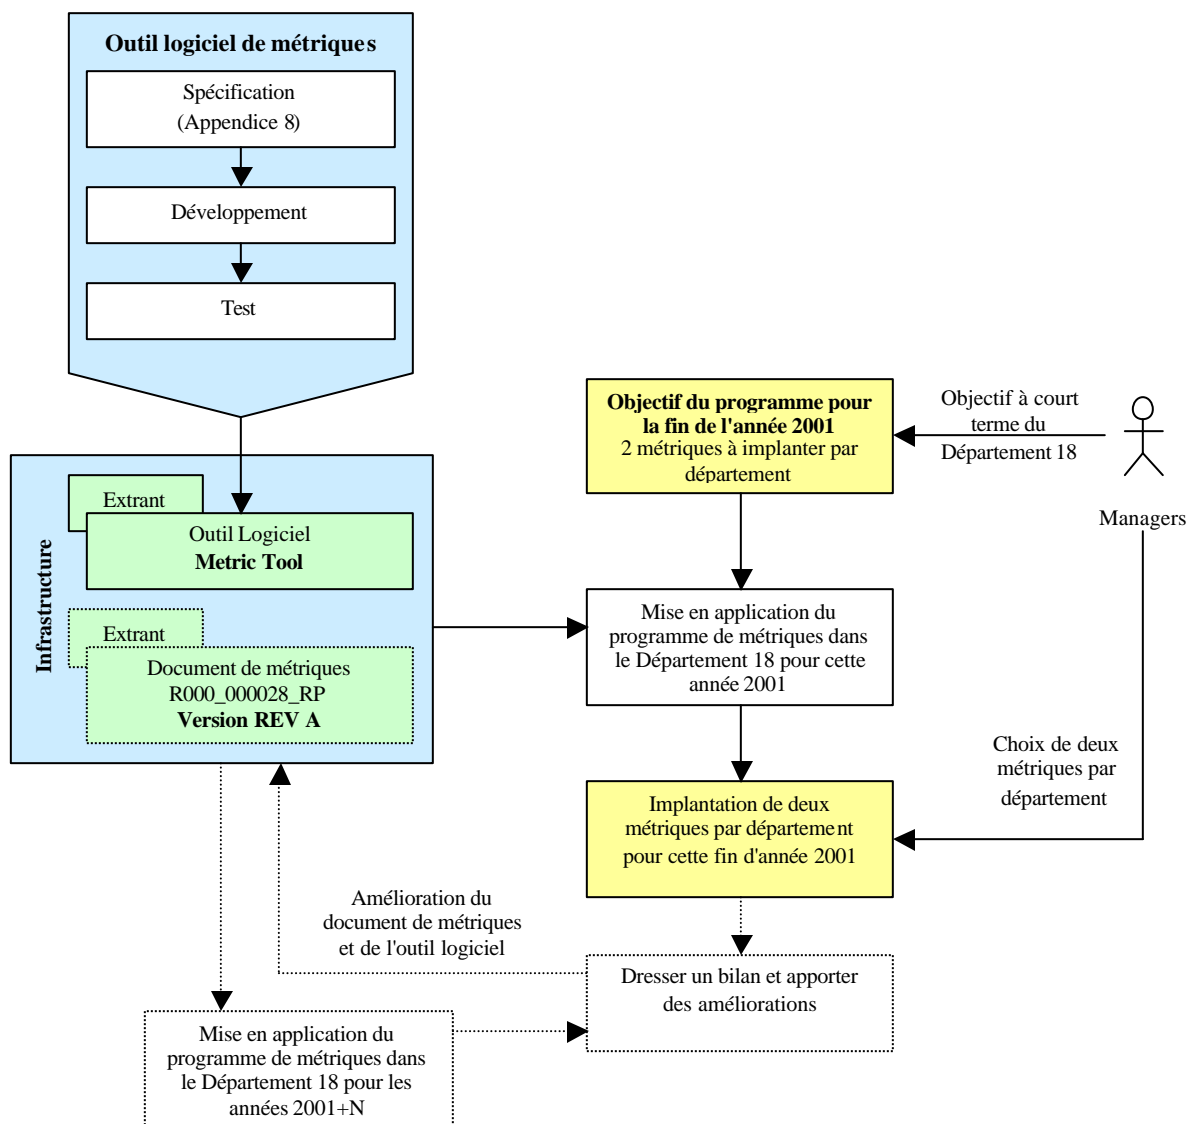 Outil logiciel de métriques
Spécification
(Appendice 8)
Développement
Test
Objectif du programme pour
la fin de l'année 2001
2 métriques à implanter par
département
Objectif à court
terme du
Département 18
Managers
Infrastructure
Extrant
Outil Logiciel
Metric Tool
Extrant
Document de métriques
R000_000028_RP
Version REV A
Mise en application du
programme de métriques dans
le Département 18 pour cette
année 2001
Choix de deux
métriques par
département
Implantation de deux
métriques par département
pour cette fin d'année 2001
Amélioration du
document de métriques
et de l'outil logiciel
Dresser un bilan et apporter
des améliorations
Mise en application du
programme de métriques dans
le Département 18 pour les
années 2001+N